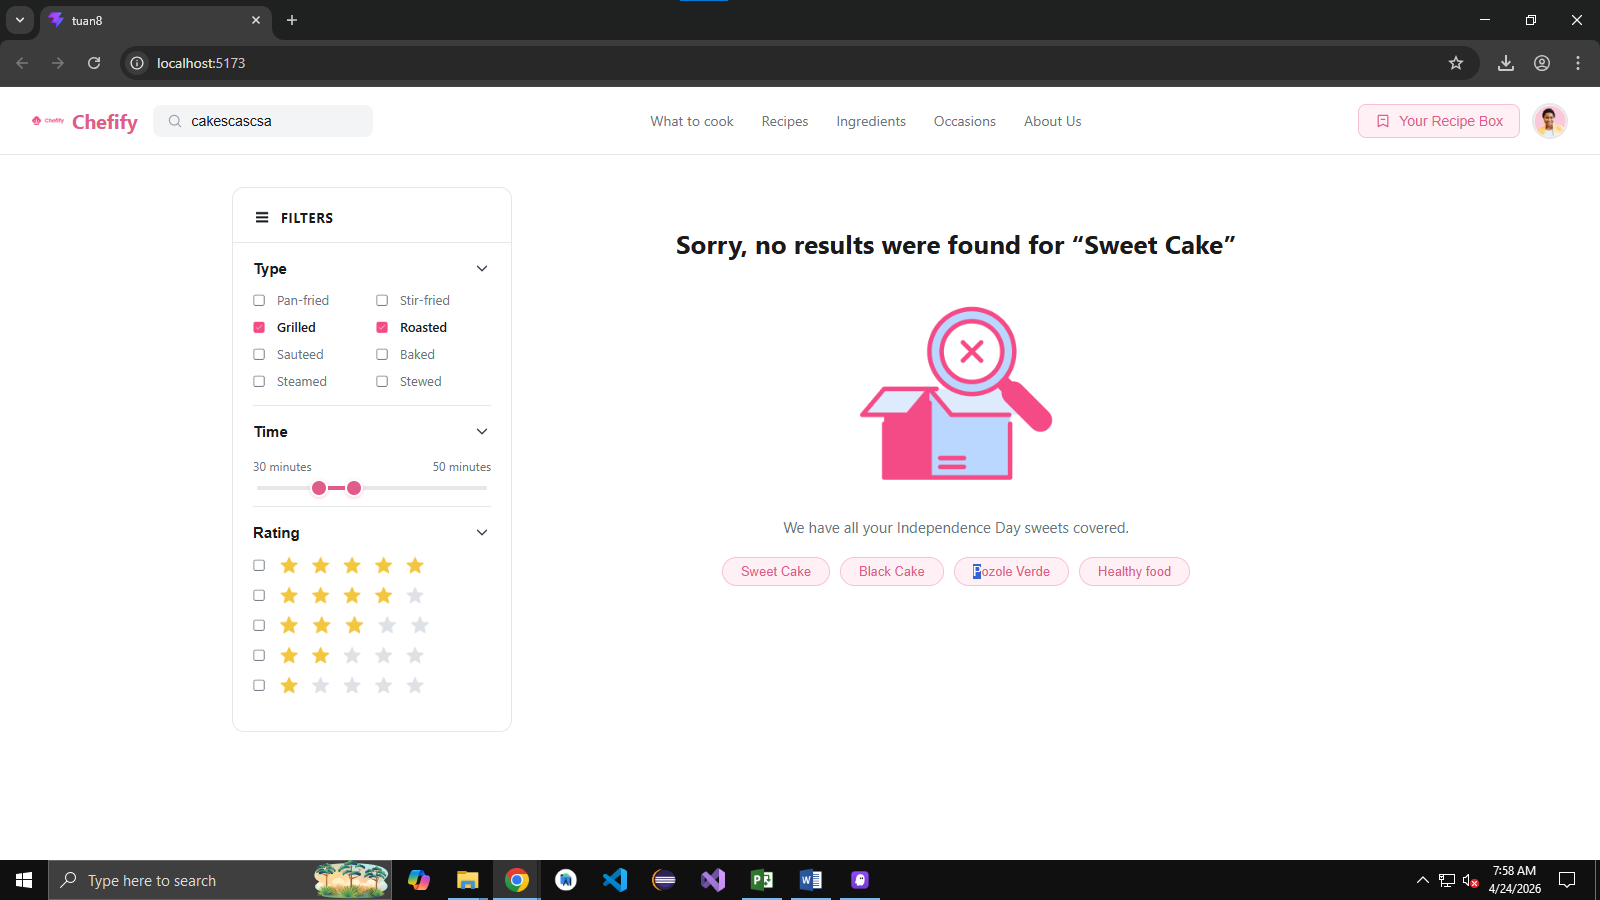 tuan8
localhost:5173
Chefify
Chefify
cakescascsa
What to cook
Recipes
Ingredients
Occasions
About Us
Your Recipe Box
FILTERS
Type
Pan-fried
Stir-fried
Grilled
Roasted
Sauteed
Baked
Steamed
Stewed
Time
30 minutes
50 minutes
Rating
Sorry, no results were found for “Sweet Cake”
We have all your Independence Day sweets covered.
Sweet Cake
Black Cake
Pozole Verde
Healthy food
Type here to search
7:58 AM
4/24/2026